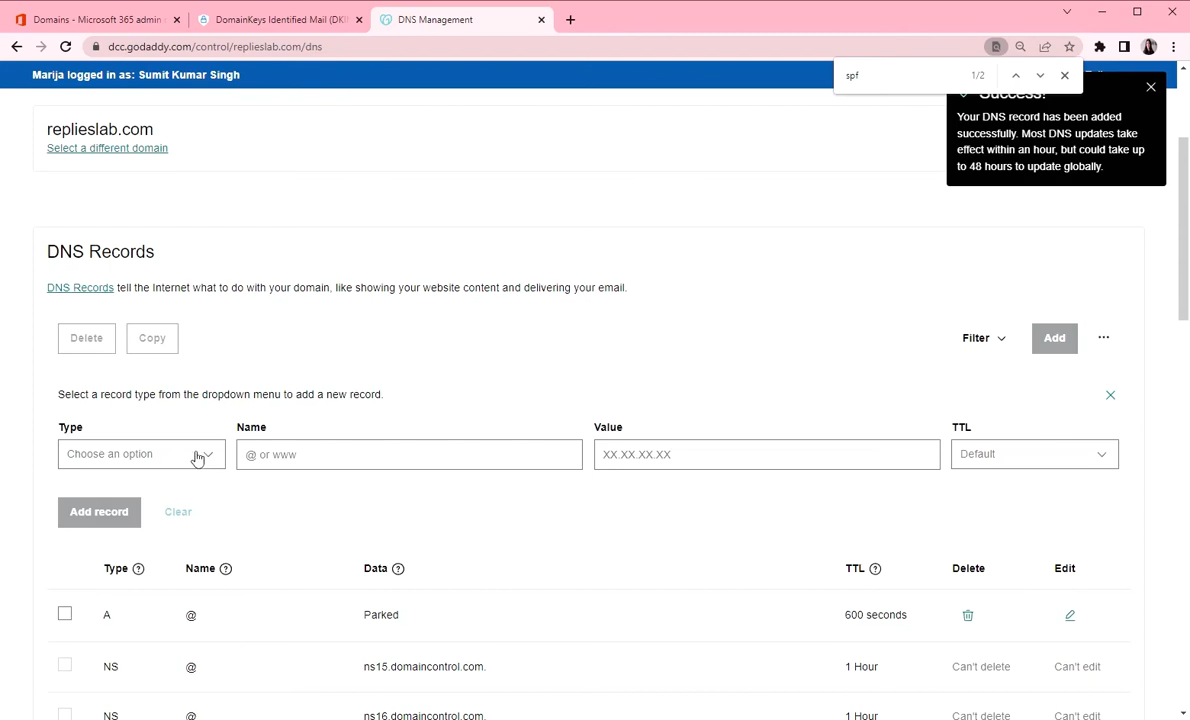 Domains - Microsoft 365 admin
DomainKeys Identified Mail (DKI
DNS Management
dcc.godaddy.com/control/replieslab.com/dns
Marija logged in as: Sumit Kumar Singh
spf
1/2
Success!
Your DNS record has been added
successfully. Most DNS updates take
effect within an hour, but could take up
to 48 hours to update globally.
replieslab.com
Select a different domain
DNS Records
DNS Records tell the Internet what to do with your domain, like showing your website content and delivering your email.
Delete
Copy
Filter
Add
Select a record type from the dropdown menu to add a new record.
Type Name Value TTL
Choose an option @ or www XX.XX.XX.XX Default
Add record
Clear
Type Name Data TTL Delete Edit
A @ Parked 600 seconds
NS @ ns15.domaincontrol.com. 1 Hour Can't delete Can't edit
NS @ ns16.domaincontrol.com. 1 Hour Can't delete Can't edit